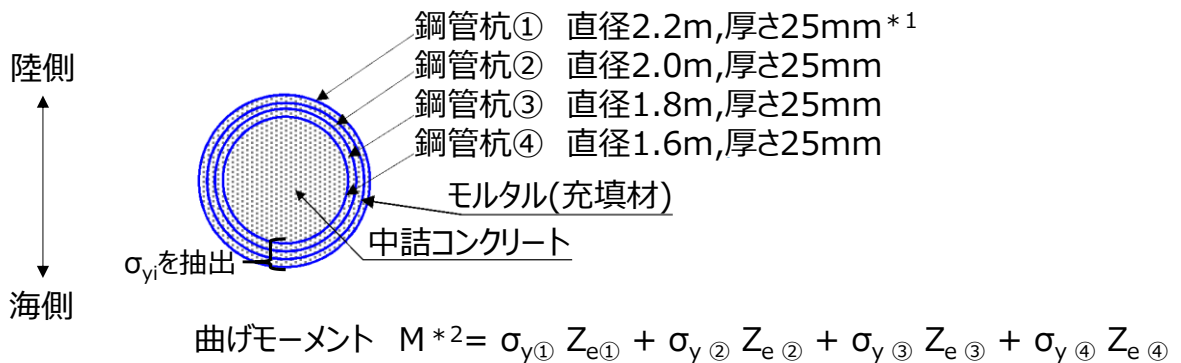 鋼管杭① 直径2.2m,厚さ25mm*1
陸側
鋼管杭② 直径2.0m,厚さ25mm
鋼管杭③ 直径1.8m,厚さ25mm
鋼管杭④ 直径1.6m,厚さ25mm
モルタル(充填材)
中詰コンクリート
σyiを抽出
海側
曲げモーメント M*2= σy① Ze① + σy② Ze② + σy③ Ze③ + σy④ Ze④